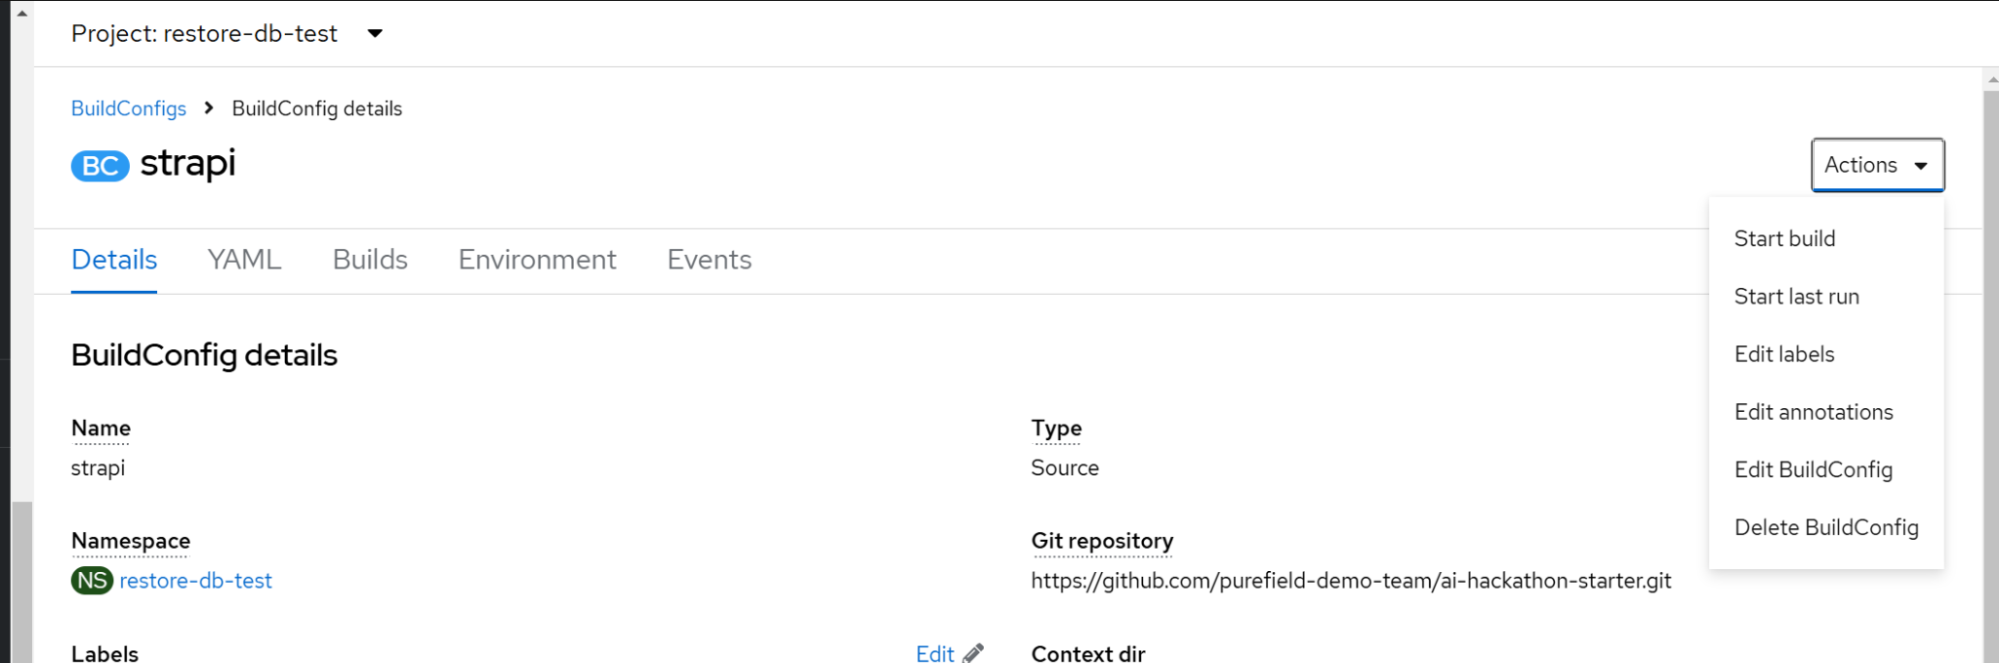 Project: restore-db-test
BuildConfigs > BuildConfig details
BC strapi
Actions
Start build
Start last run
Edit labels
Edit annotations
Edit BuildConfig
Delete BuildConfig
Details YAML Builds Environment Events
BuildConfig details
Name
strapi
Type
Source
Namespace
NS restore-db-test
Git repository
https://github.com/purefield-demo-team/ai-hackathon-starter.git
Labels Edit
Context dir